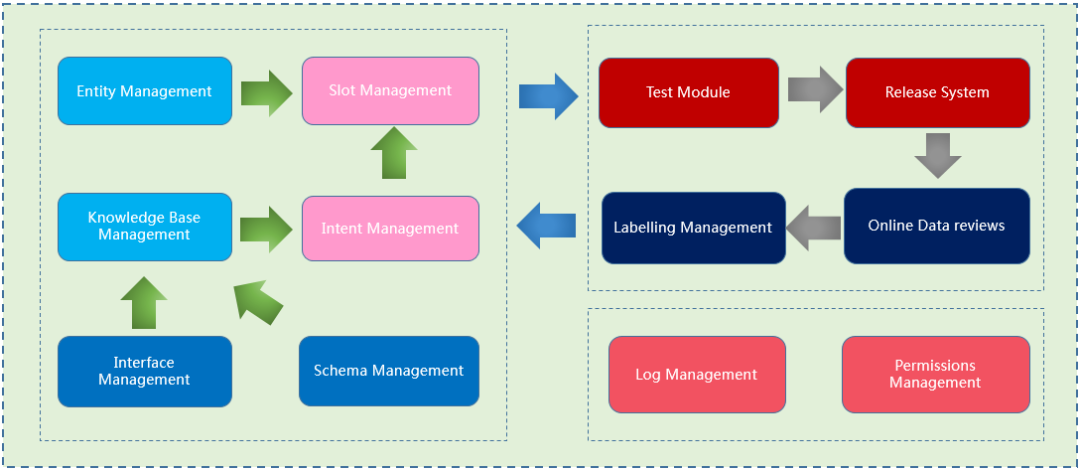 Entity Management
Slot Management
Test Module
Release System
Knowledge Base
Management
Intent Management
Labelling Management
Online Data reviews
Interface
Management
Schema Management
Log Management
Permissions
Management